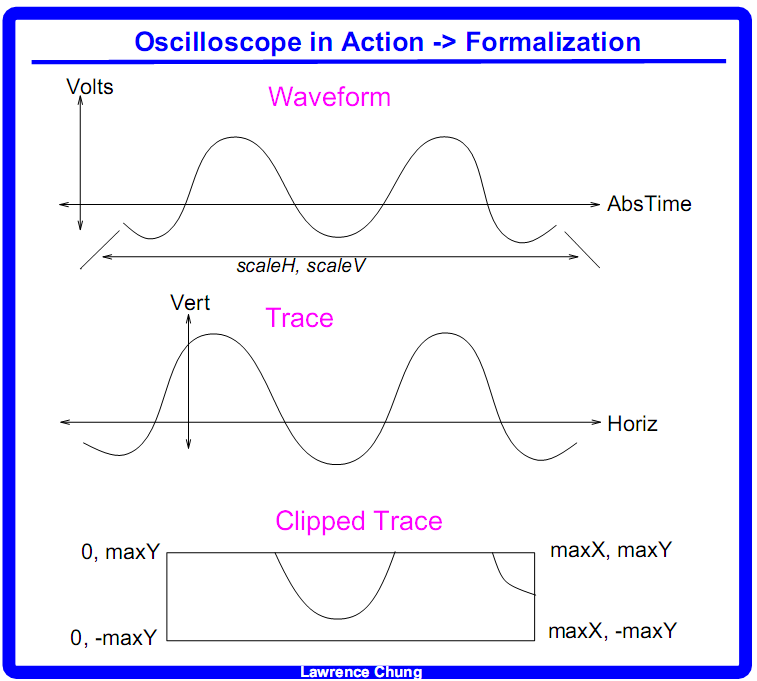 Oscilloscope in Action -> Formalization
Volts
Waveform
AbsTime
scaleH, scaleV
Vert
Trace
Horiz
Clipped Trace
0, maxY
maxX, maxY
0, -maxY
maxX, -maxY
Lawrence Chung